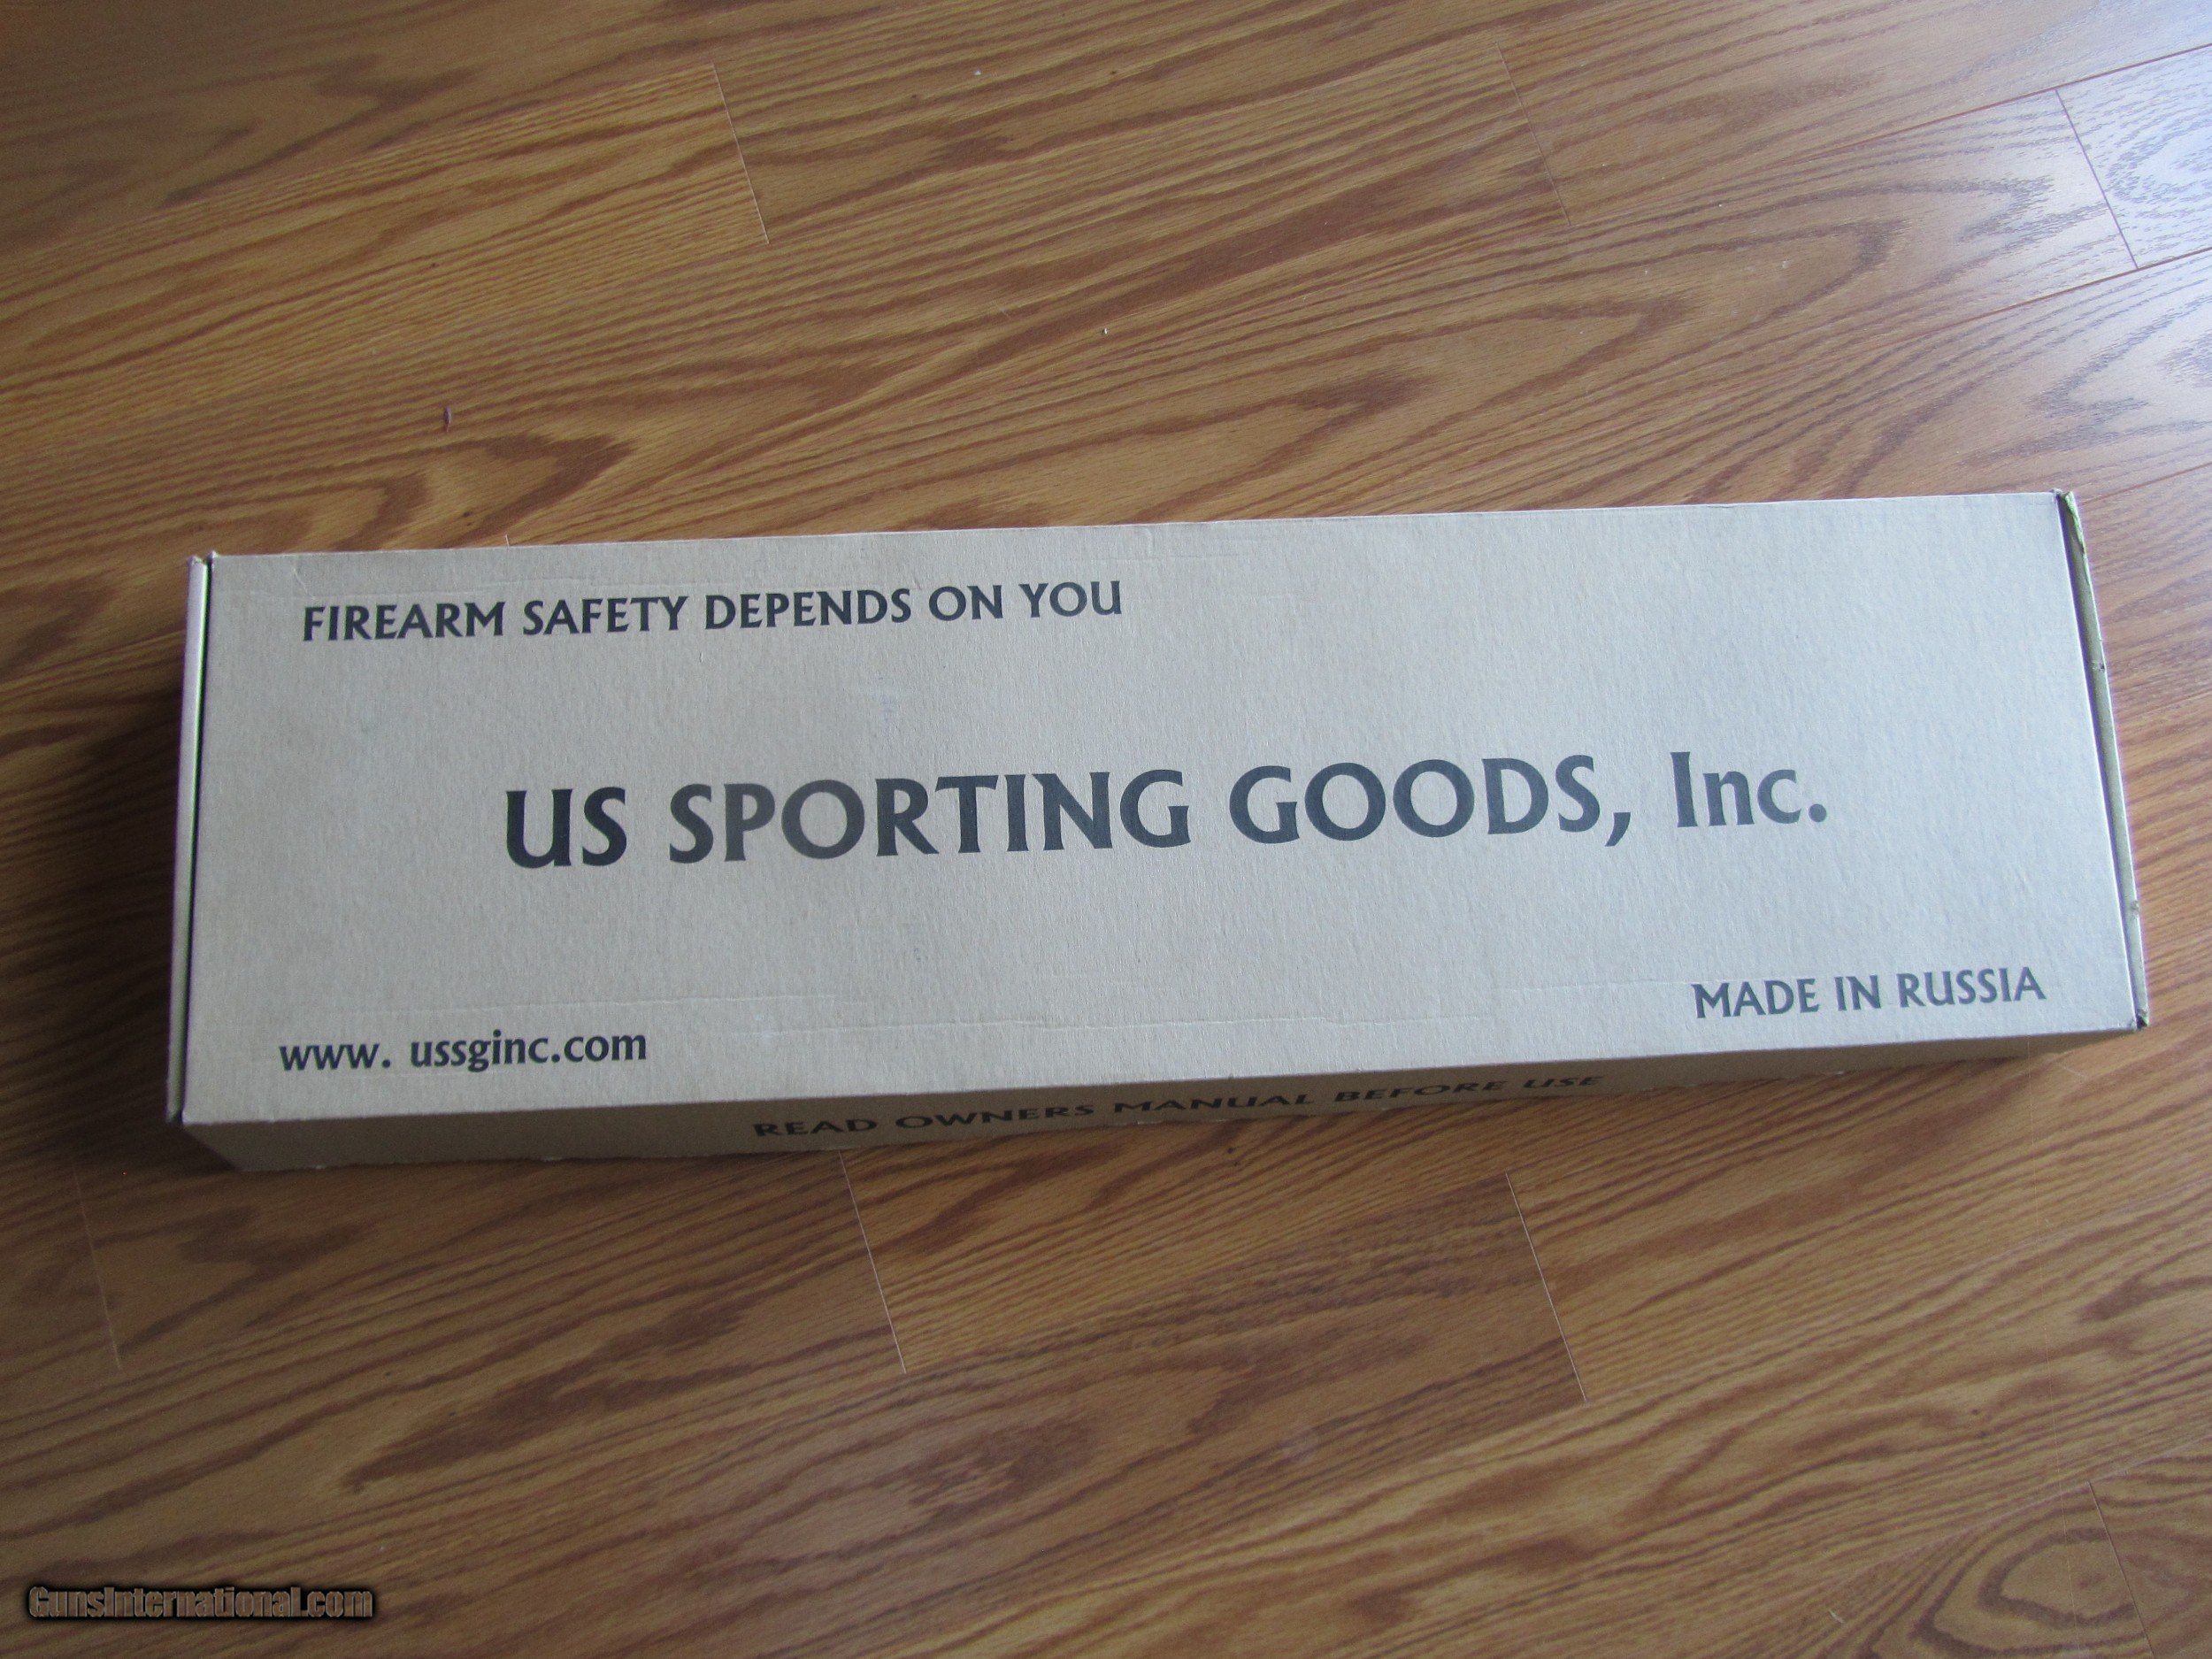 FIREARM SAFETY DEPENDS ON YOU
US SPORTING GOODS, Inc.
MADE IN RUSSIA
www. ussginc.com
READ OWNERS MANUAL BEFORE USE
GunsInternational.com